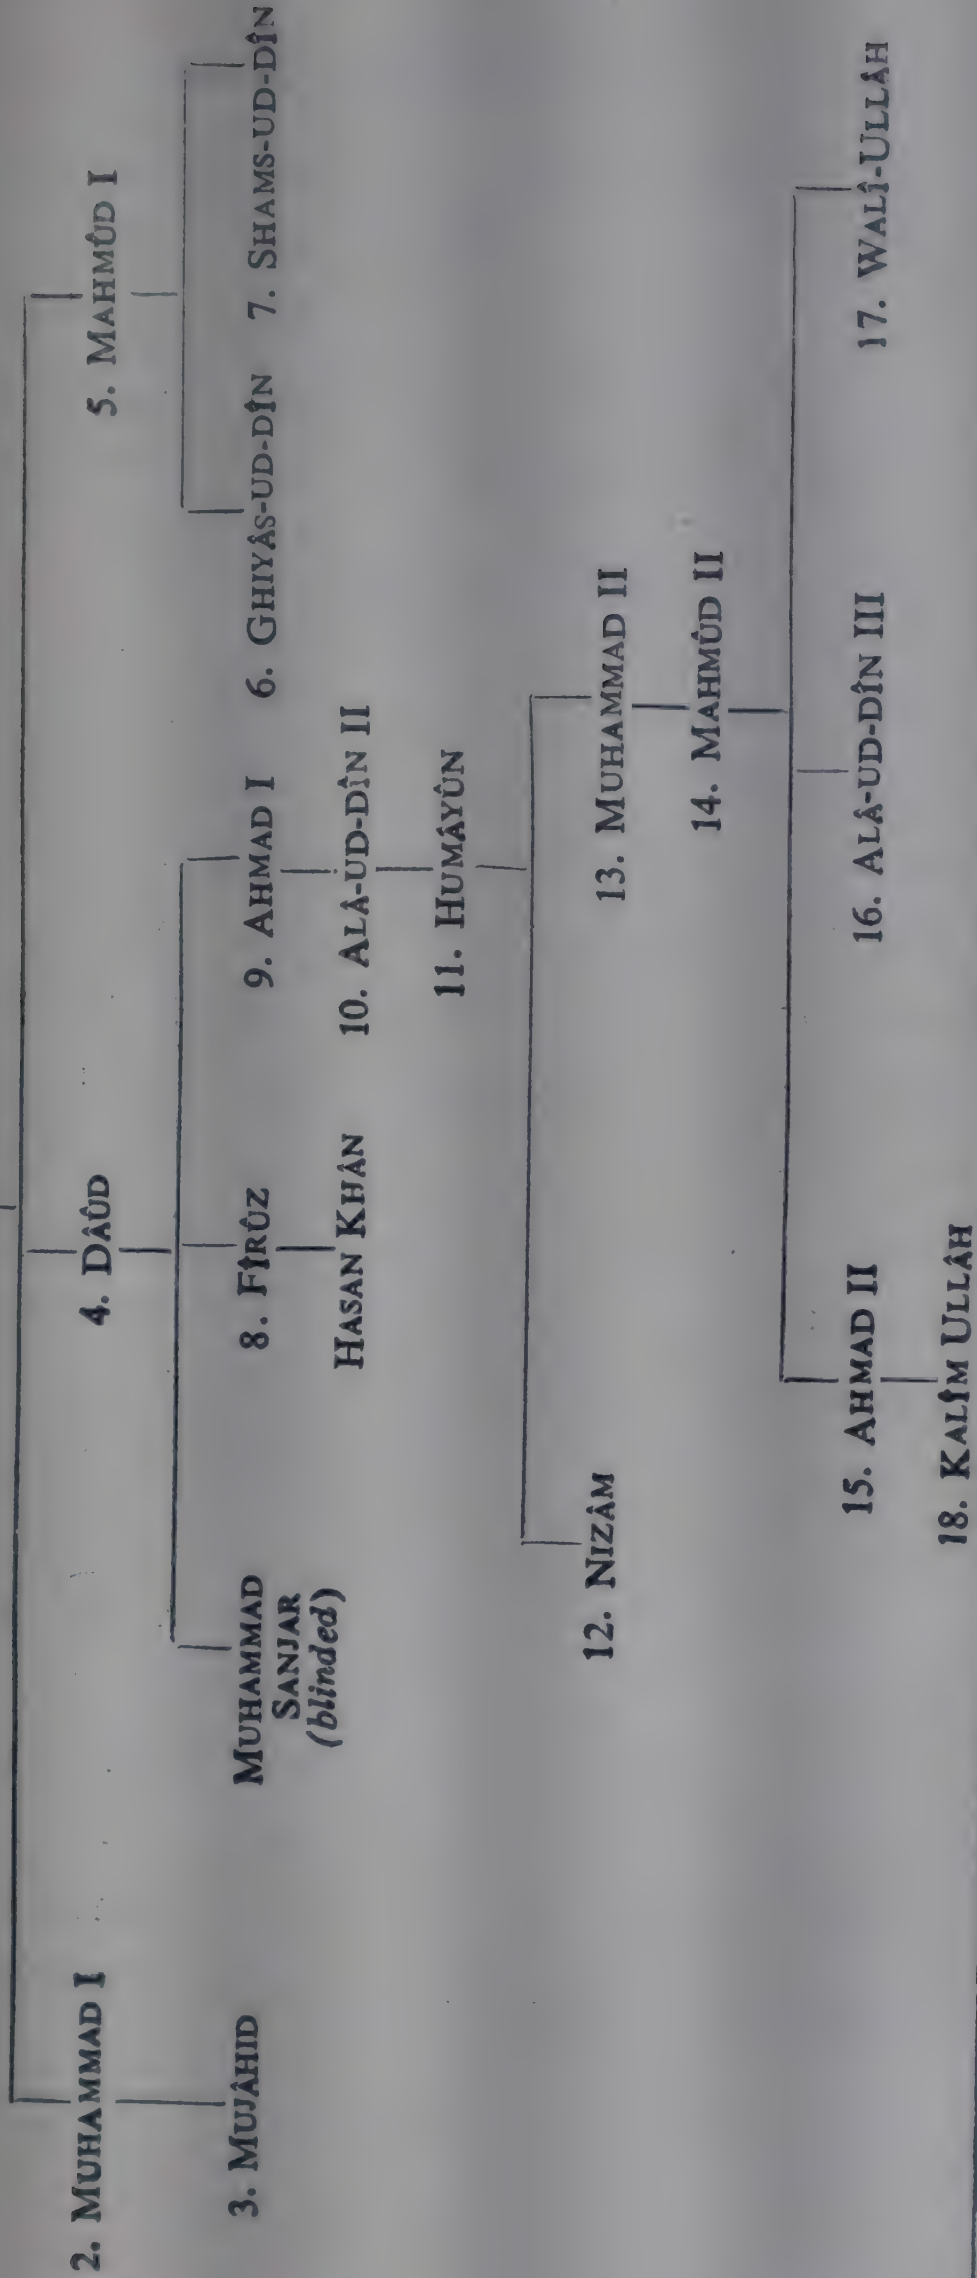 2. MUHAMMAD I
4. DÂÛD
5. MAHMÛD I
3. MUJÂHID
MUHAMMAD
SANJAR
(blinded)
8. FÎRÛZ
9. AHMAD I
6. GHIYÂS-UD-DÎN
7. SHAMS-UD-DÎN
HASAN KHÂN
10. ALÂ-UD-DÎN II
11. HUMÂYÛN
12. NIZÂM
13. MUHAMMAD II
14. MAHMÛD II
15. AHMAD II
16. ALÂ-UD-DÎN III
17. WALÎ-ULLÂH
18. KALÎM ULLÂH